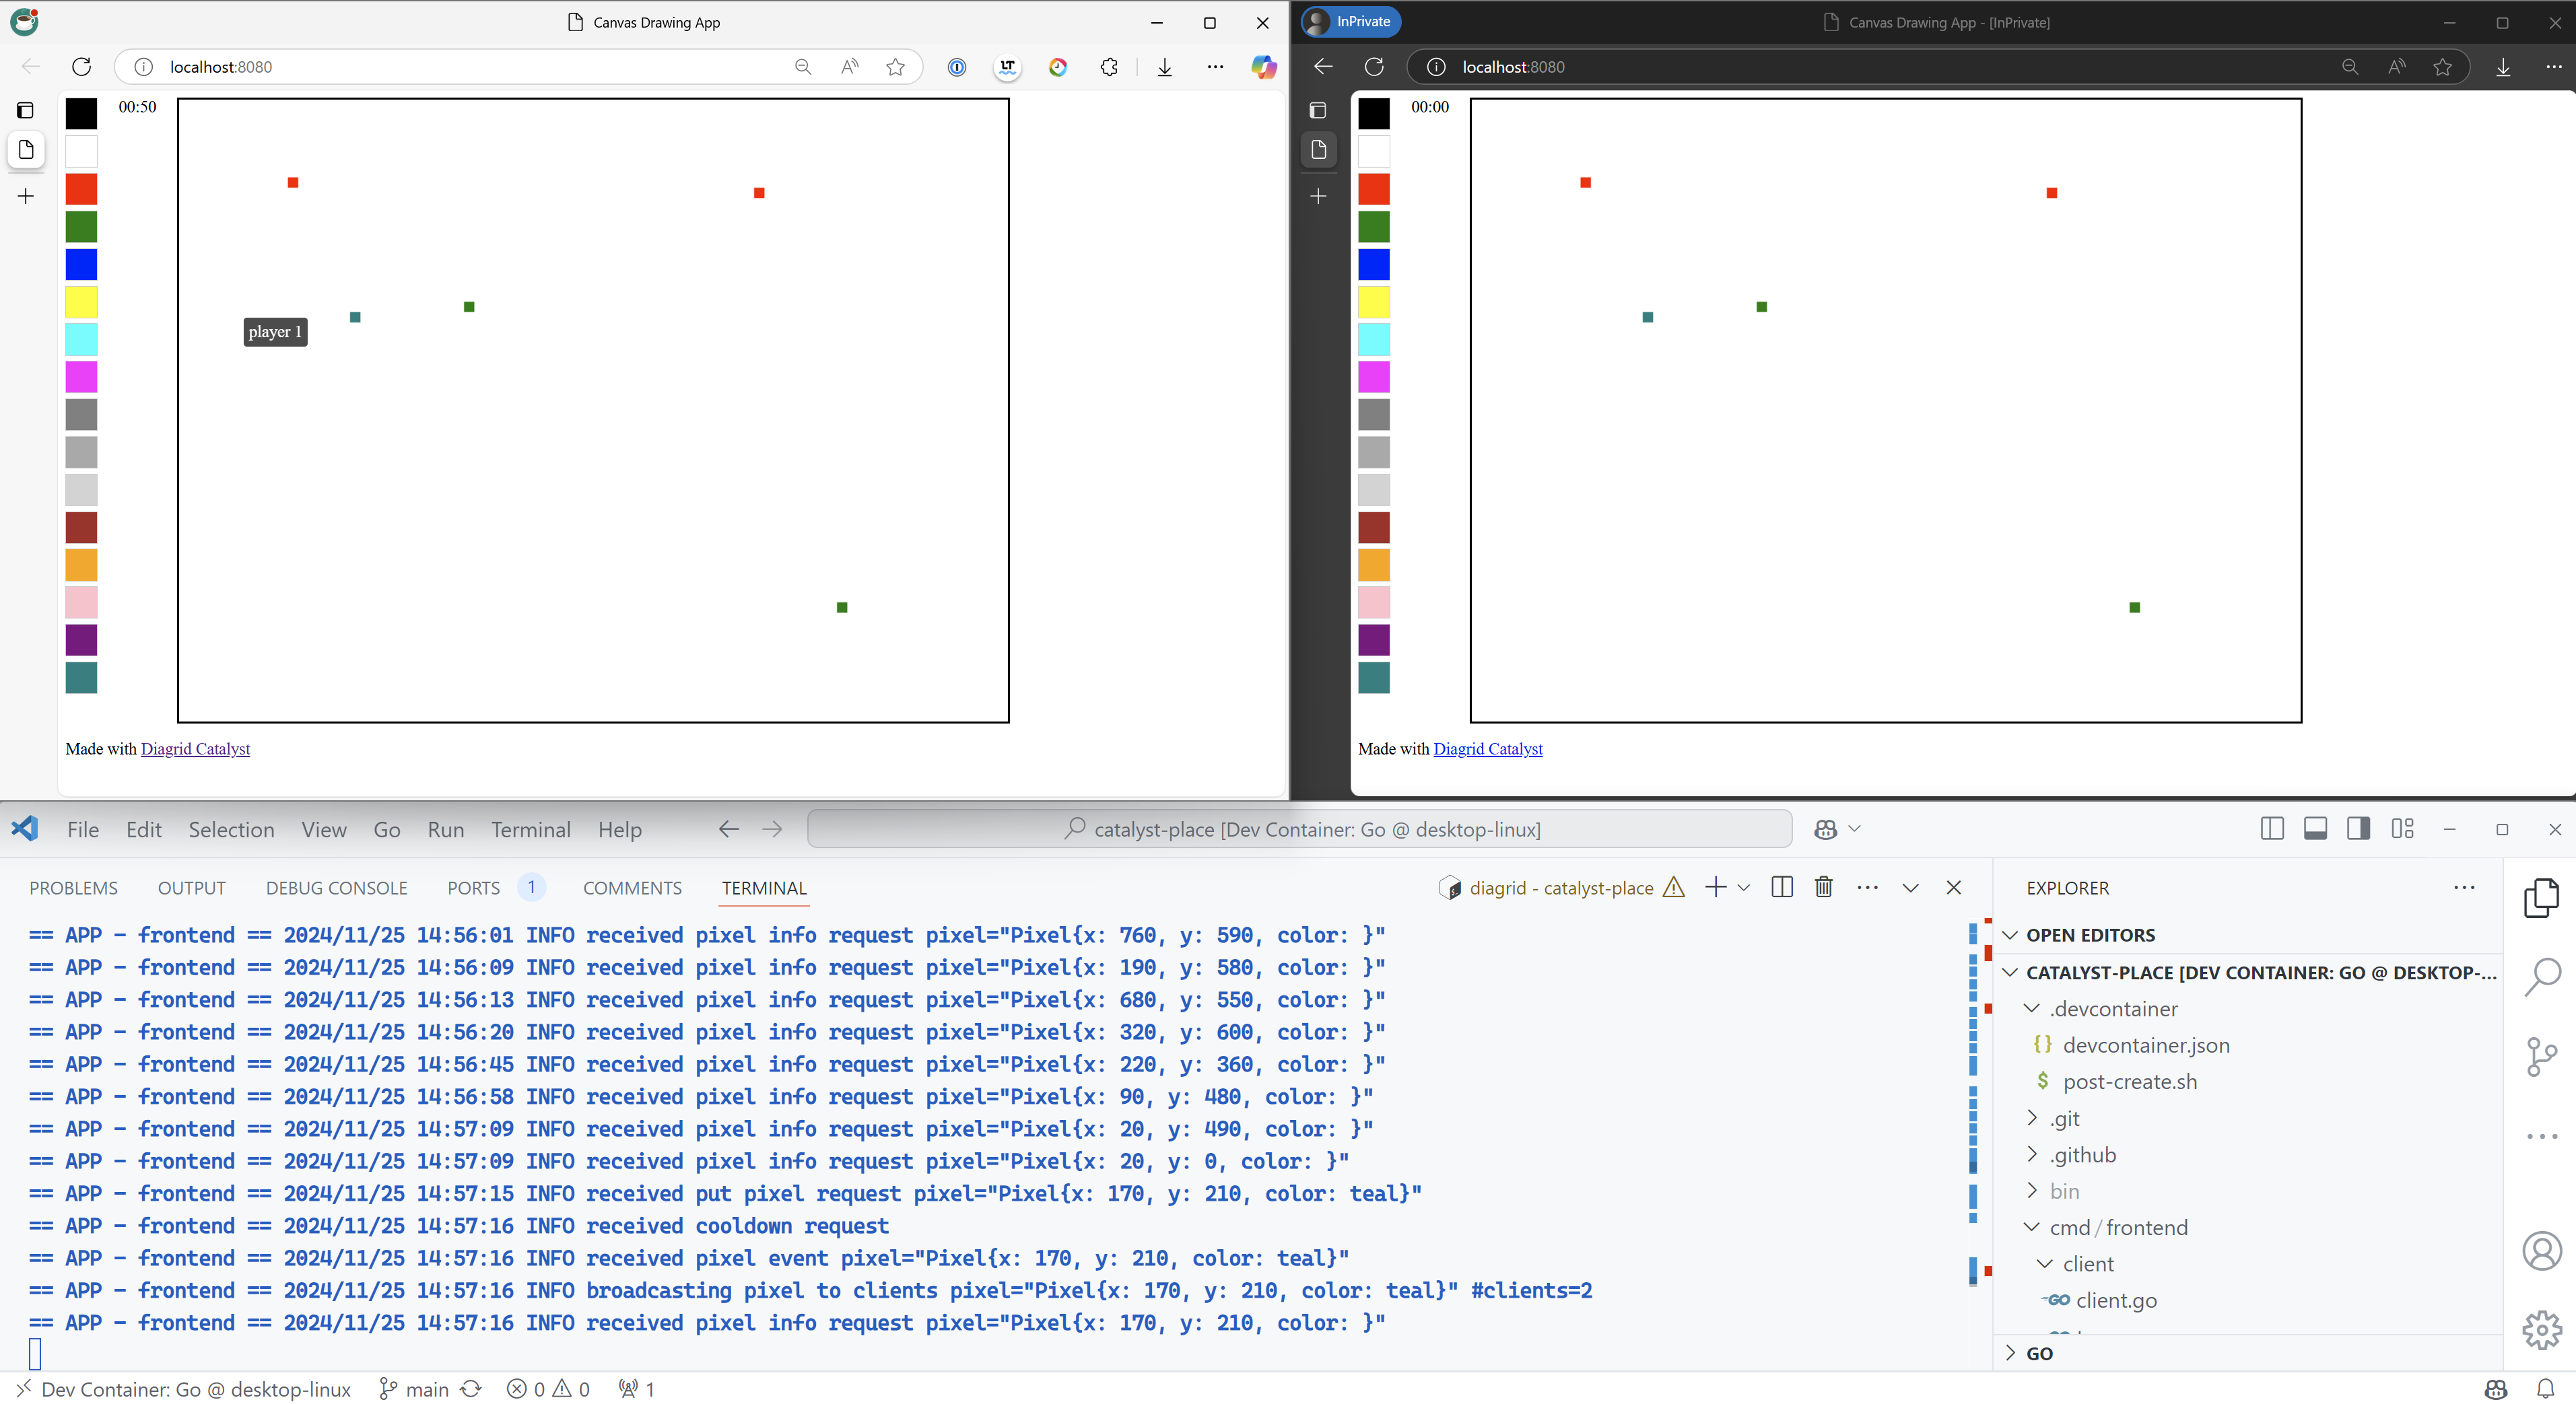 Canvas Drawing App
localhost:8080
00:50
player 1
Made with Diagrid Catalyst
InPrivate
Canvas Drawing App - [InPrivate]
localhost:8080
00:00
Made with Diagrid Catalyst
File Edit Selection View Go Run Terminal Help
catalyst-place [Dev Container: Go @ desktop-linux]
PROBLEMS OUTPUT DEBUG CONSOLE PORTS 1 COMMENTS TERMINAL
diagrid - catalyst-place
== APP - frontend == 2024/11/25 14:56:01 INFO received pixel info request pixel="Pixel{x: 760, y: 590, color: }"
== APP - frontend == 2024/11/25 14:56:09 INFO received pixel info request pixel="Pixel{x: 190, y: 580, color: }"
== APP - frontend == 2024/11/25 14:56:13 INFO received pixel info request pixel="Pixel{x: 680, y: 550, color: }"
== APP - frontend == 2024/11/25 14:56:20 INFO received pixel info request pixel="Pixel{x: 320, y: 600, color: }"
== APP - frontend == 2024/11/25 14:56:45 INFO received pixel info request pixel="Pixel{x: 220, y: 360, color: }"
== APP - frontend == 2024/11/25 14:56:58 INFO received pixel info request pixel="Pixel{x: 90, y: 480, color: }"
== APP - frontend == 2024/11/25 14:57:09 INFO received pixel info request pixel="Pixel{x: 20, y: 490, color: }"
== APP - frontend == 2024/11/25 14:57:09 INFO received pixel info request pixel="Pixel{x: 20, y: 0, color: }"
== APP - frontend == 2024/11/25 14:57:15 INFO received put pixel request pixel="Pixel{x: 170, y: 210, color: teal}"
== APP - frontend == 2024/11/25 14:57:16 INFO received cooldown request
== APP - frontend == 2024/11/25 14:57:16 INFO received pixel event pixel="Pixel{x: 170, y: 210, color: teal}"
== APP - frontend == 2024/11/25 14:57:16 INFO broadcasting pixel to clients pixel="Pixel{x: 170, y: 210, color: teal}" #clients=2
== APP - frontend == 2024/11/25 14:57:16 INFO received pixel info request pixel="Pixel{x: 170, y: 210, color: }"
EXPLORER
OPEN EDITORS
CATALYST-PLACE [DEV CONTAINER: GO @ DESKTOP-...
.devcontainer
devcontainer.json
post-create.sh
.git
.github
bin
cmd/frontend
client
GO client.go
GO
Dev Container: Go @ desktop-linux main 0 0 1